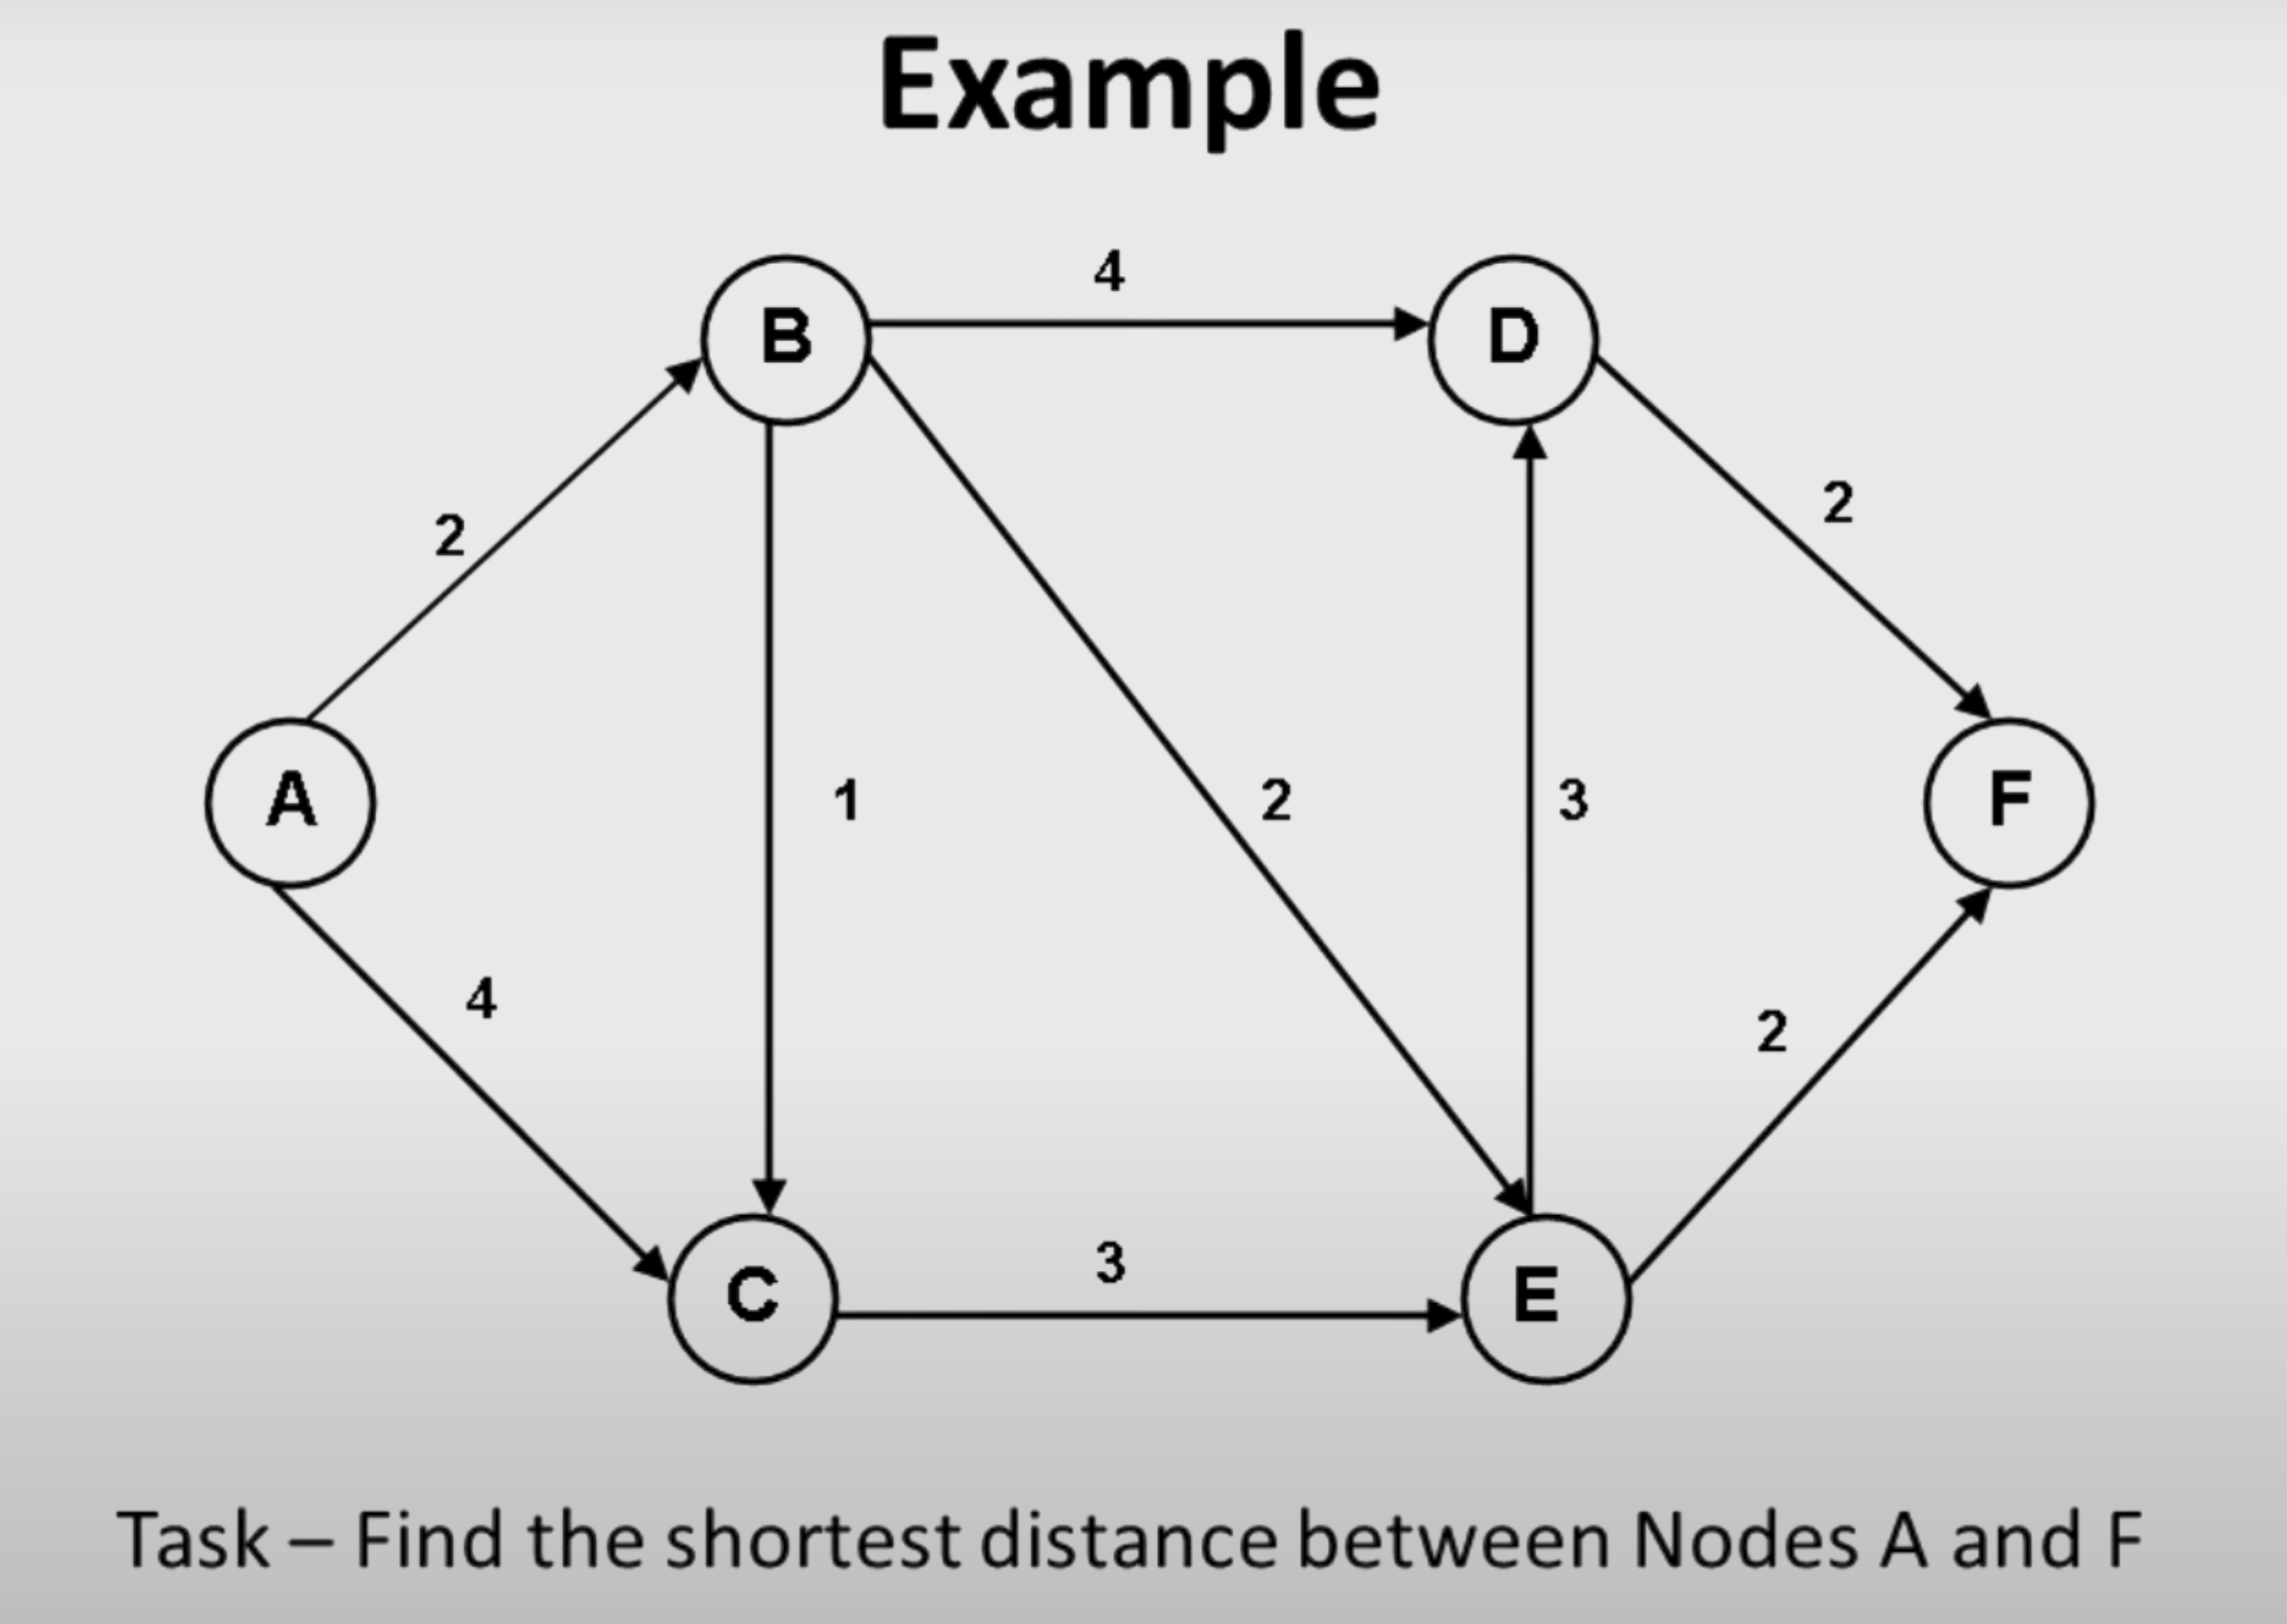 Example
4
B
D
2
2
A
1
2
3
F
4
2
C
3
E
Task – Find the shortest distance between Nodes A and F